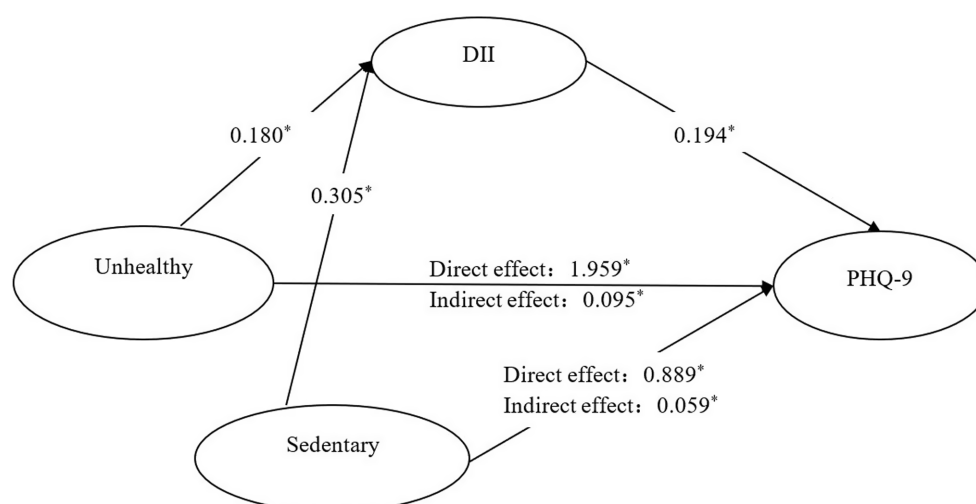 DII
0.180*
0.194*
0.305*
Unhealthy
Direct effect：1.959*
Indirect effect：0.095*
PHQ-9
Direct effect：0.889*
Indirect effect：0.059*
Sedentary